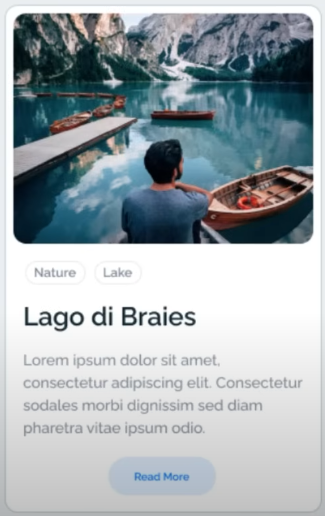 Nature Lake
Lago di Braies
Lorem ipsum dolor sit amet,
consectetur adipiscing elit. Consectetur
sodales morbi dignissim sed diam
pharetra vitae ipsum odio.
Read More